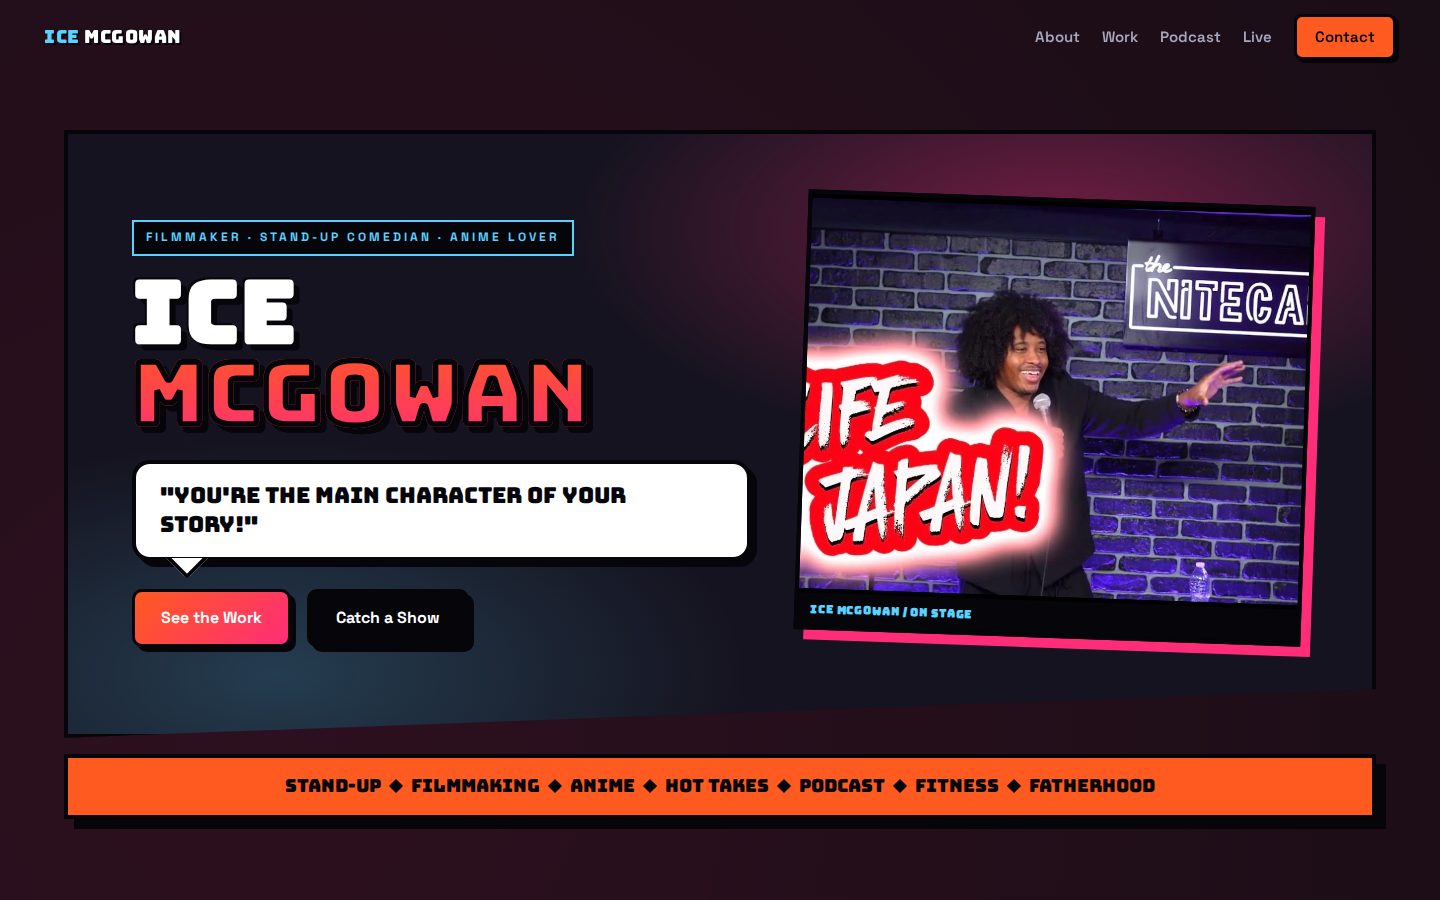 ICE MCGOWAN
About Work Podcast Live Contact
FILMMAKER · STAND-UP COMEDIAN · ANIME LOVER
ICE
MCGOWAN
"YOU'RE THE MAIN CHARACTER OF YOUR
STORY!"
See the Work Catch a Show
the
NITECA
LIFE
JAPAN!
ICE MCGOWAN / ON STAGE
STAND-UP ◆ FILMMAKING ◆ ANIME ◆ HOT TAKES ◆ PODCAST ◆ FITNESS ◆ FATHERHOOD